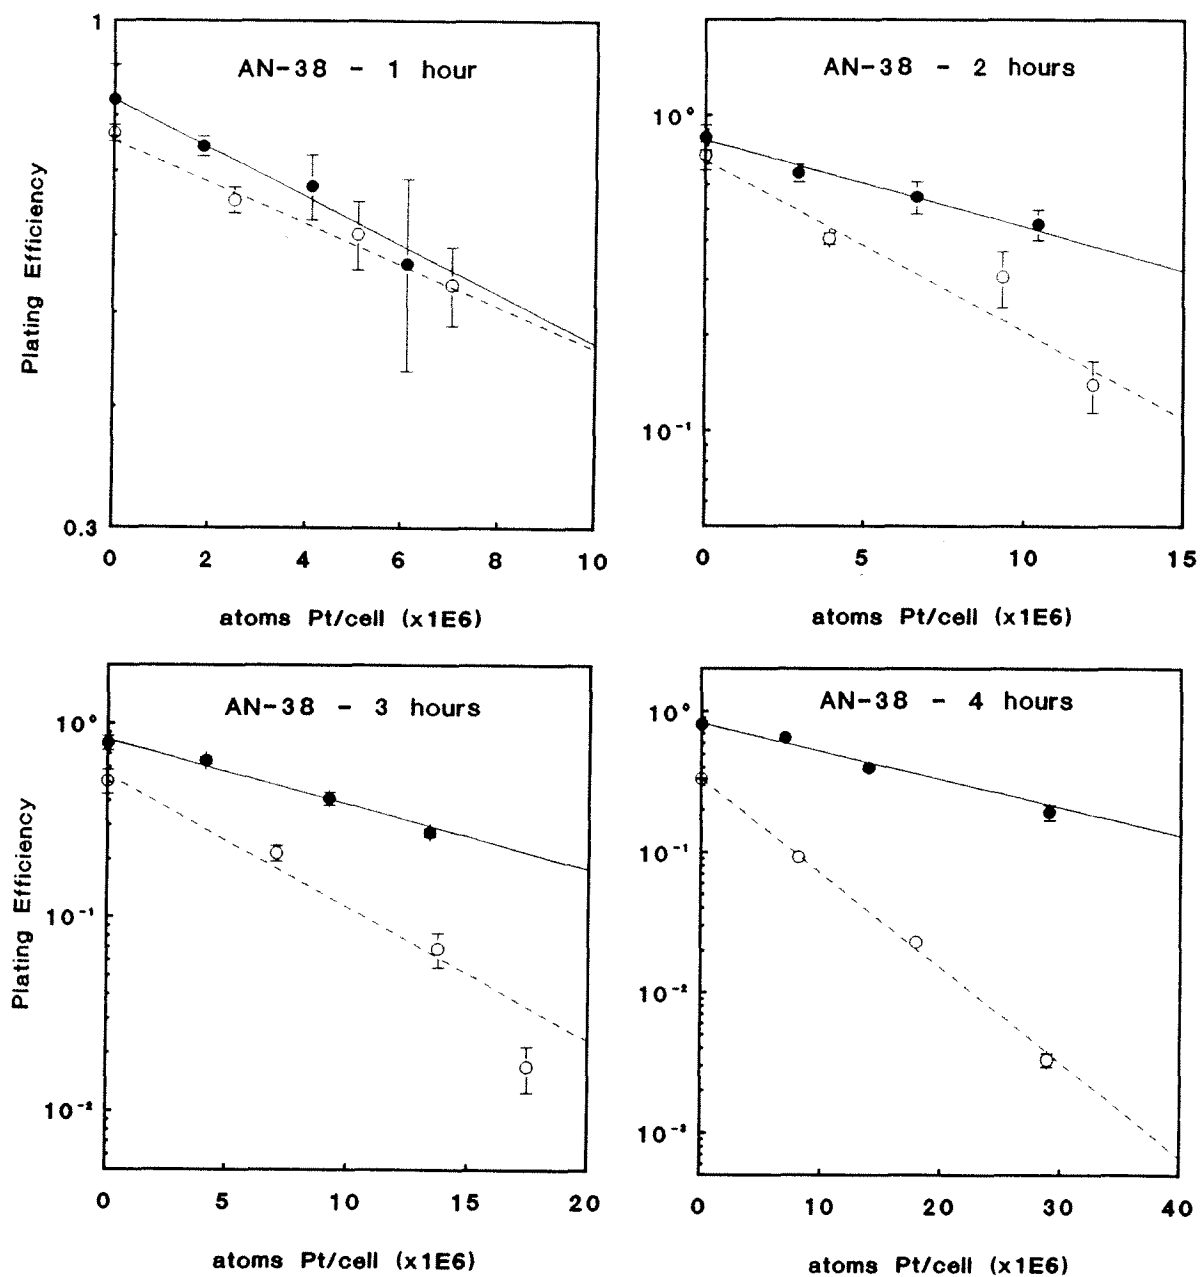 AN-38 - 1 hour
1
0.3
Plating Efficiency
0 2 4 6 8 10
atoms Pt/cell (x1E6)
AN-38 - 2 hours
10⁰
10⁻¹
0 5 10 15
atoms Pt/cell (x1E6)
AN-38 - 3 hours
10⁰
10⁻¹
10⁻²
Plating Efficiency
0 5 10 15 20
atoms Pt/cell (x1E6)
AN-38 - 4 hours
10⁰
10⁻¹
10⁻²
10⁻³
0 10 20 30 40
atoms Pt/cell (x1E6)